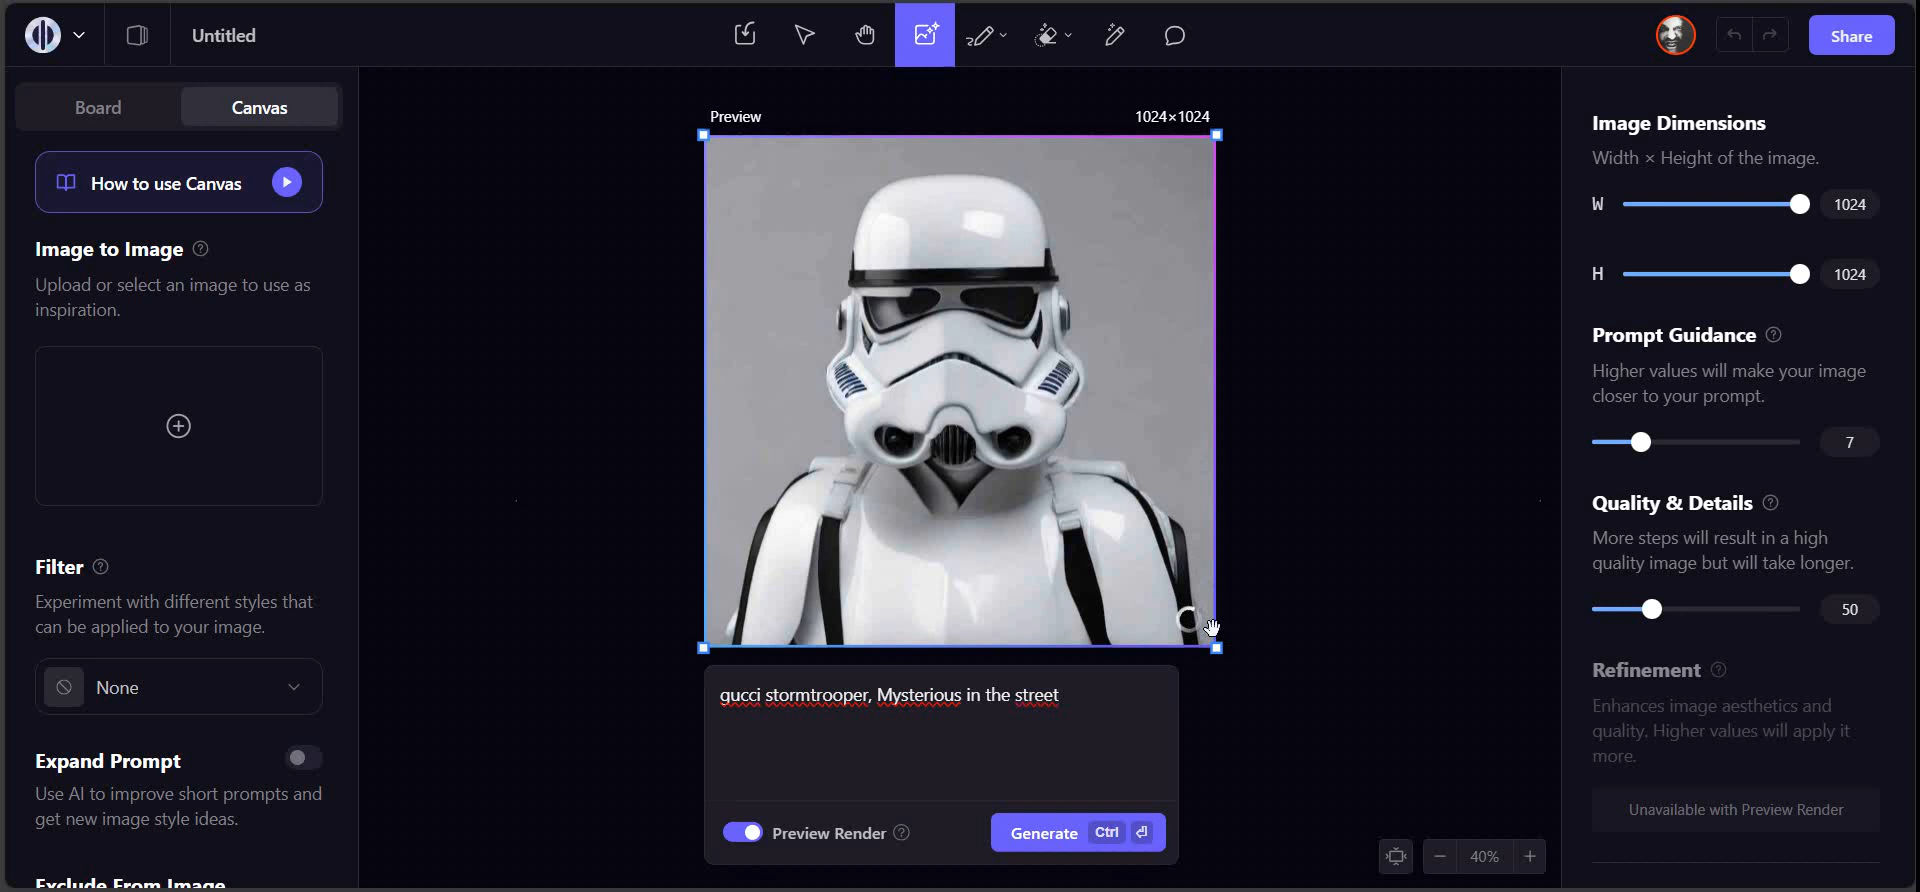 Untitled
Share
Board
Canvas
How to use Canvas
Image to Image
Upload or select an image to use as
inspiration.
Filter
Experiment with different styles that
can be applied to your image.
None
Expand Prompt
Use AI to improve short prompts and
get new image style ideas.
Exclude From Image
Preview
1024×1024
gucci stormtrooper, Mysterious in the street
Preview Render
Generate
Ctrl
40%
Image Dimensions
Width × Height of the image.
W
1024
H
1024
Prompt Guidance
Higher values will make your image
closer to your prompt.
7
Quality & Details
More steps will result in a high
quality image but will take longer.
50
Refinement
Enhances image aesthetics and
quality. Higher values will apply it
more.
Unavailable with Preview Render